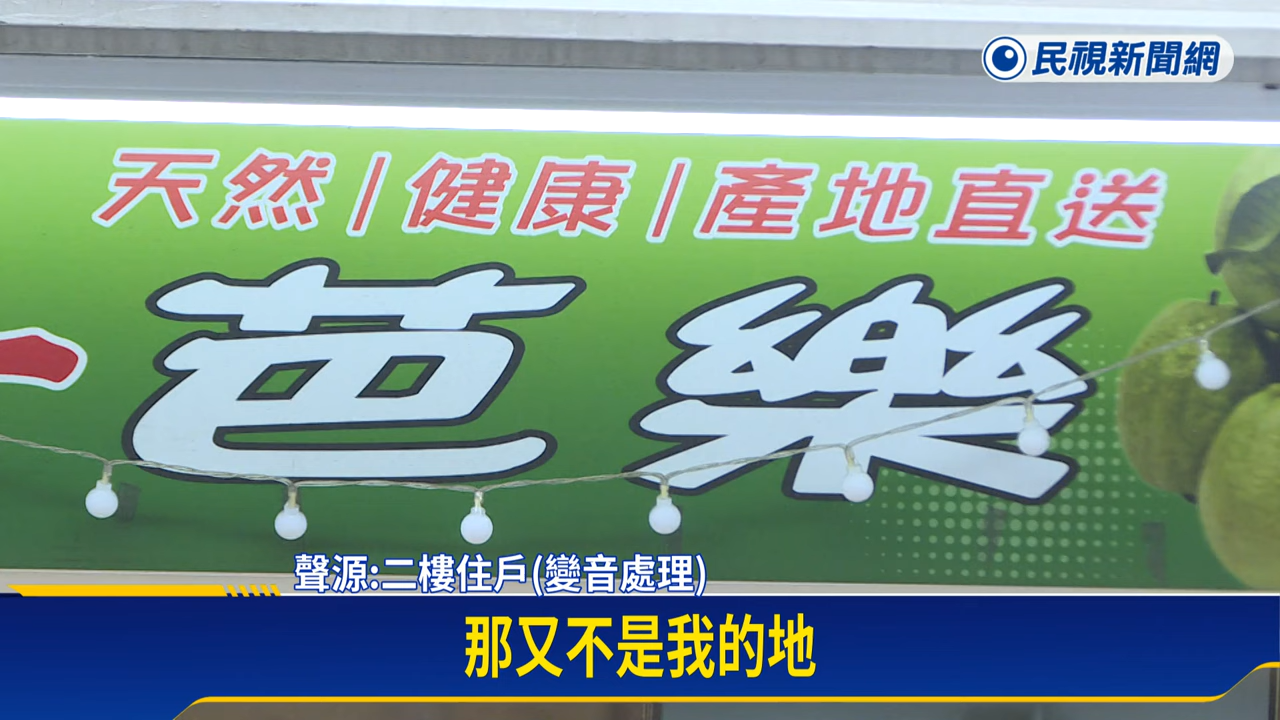 民視新聞網
天然|健康|產地直送
芭樂
聲源:二樓住戶(變音處理)
那又不是我的地